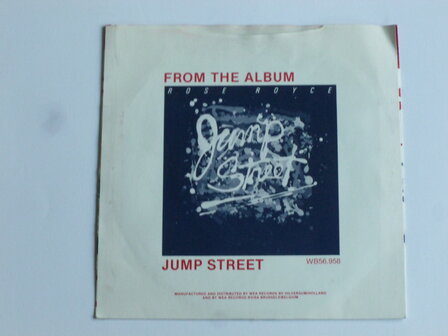 FROM THE ALBUM
ROSE ROYCE
Jump
Street
JUMP STREET
WB56.958
MANUFACTURED AND DISTRIBUTED BY WEA RECORDS BV HILVERSUM/HOLLAND
AND BY WEA RECORDS BVBA BRUSSELS/BELGIUM